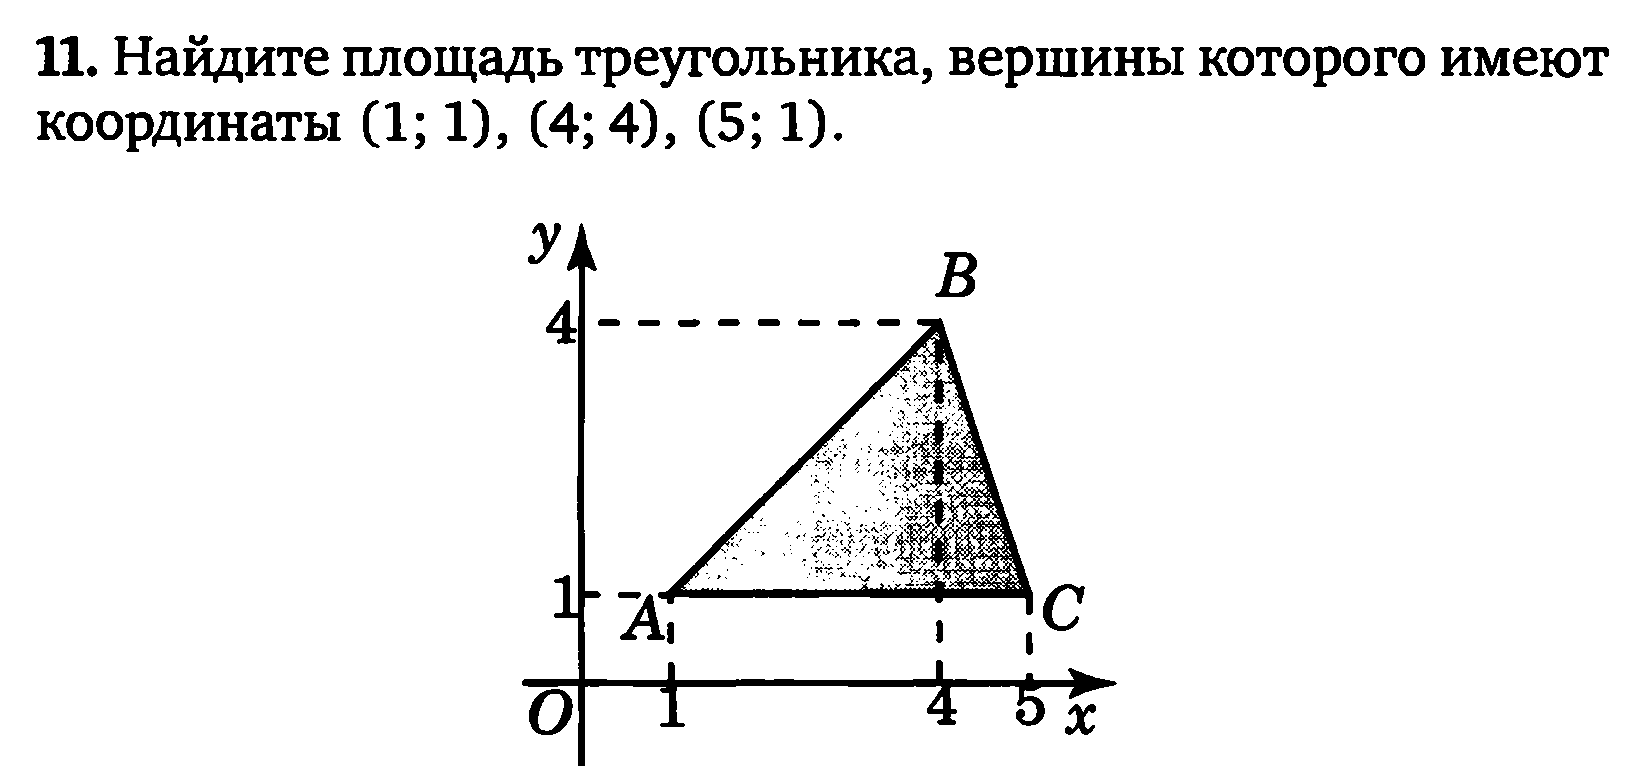 11. Найдите площадь треугольника, вершины которого имеют
координаты (1; 1), (4; 4), (5; 1).
y
B
4
1
A
C
O
1
4
5
x